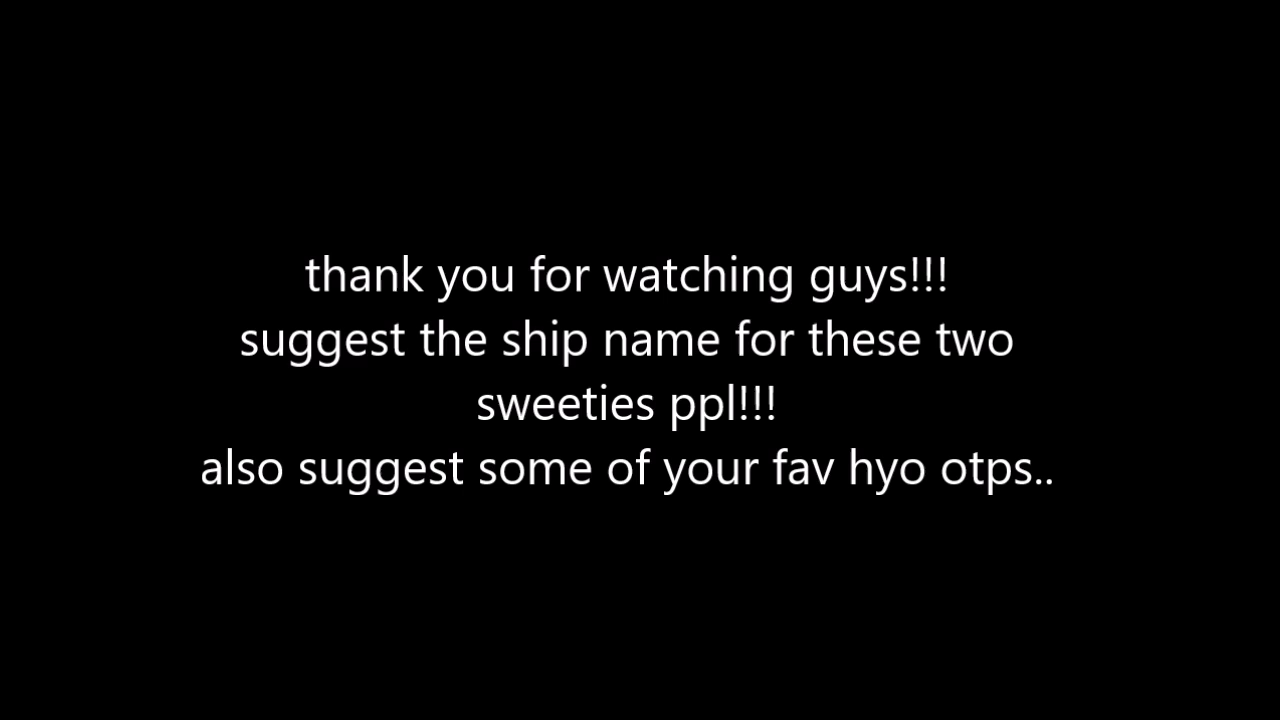 thank you for watching guys!!!
suggest the ship name for these two
sweeties ppl!!!
also suggest some of your fav hyo otps..